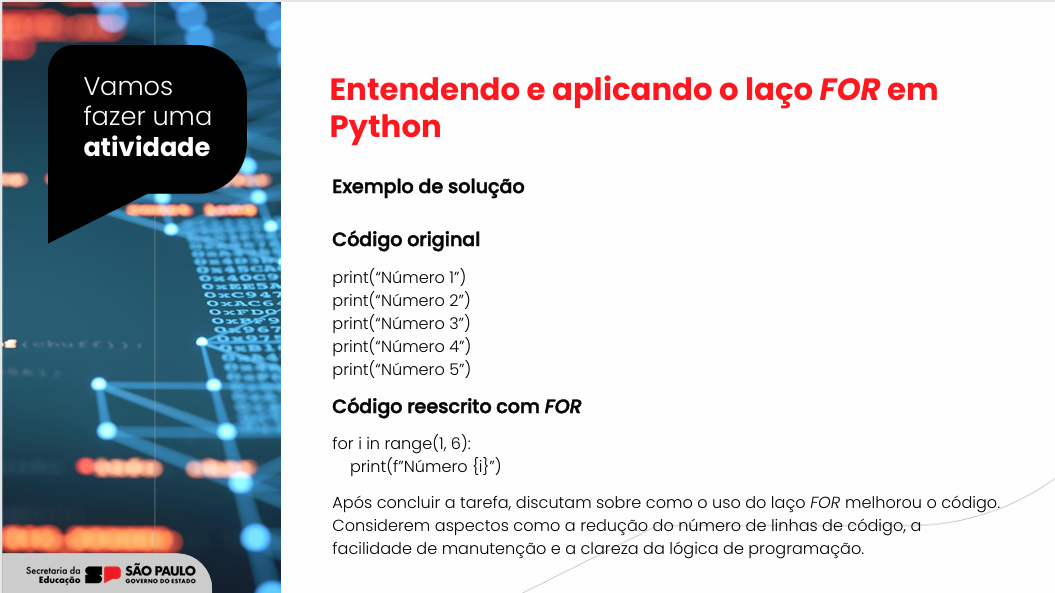 Vamos
fazer uma
atividade
Entendendo e aplicando o laço FOR em
Python
Exemplo de solução
Código original
print(“Número 1”)
print(“Número 2”)
print(“Número 3”)
print(“Número 4”)
print(“Número 5”)
Código reescrito com FOR
for i in range(1, 6):
    print(f”Número {i}”)
Após concluir a tarefa, discutam sobre como o uso do laço FOR melhorou o código.
Considerem aspectos como a redução do número de linhas de código, a
facilidade de manutenção e a clareza da lógica de programação.
Secretaria da
Educação
SÃO PAULO
GOVERNO DO ESTADO